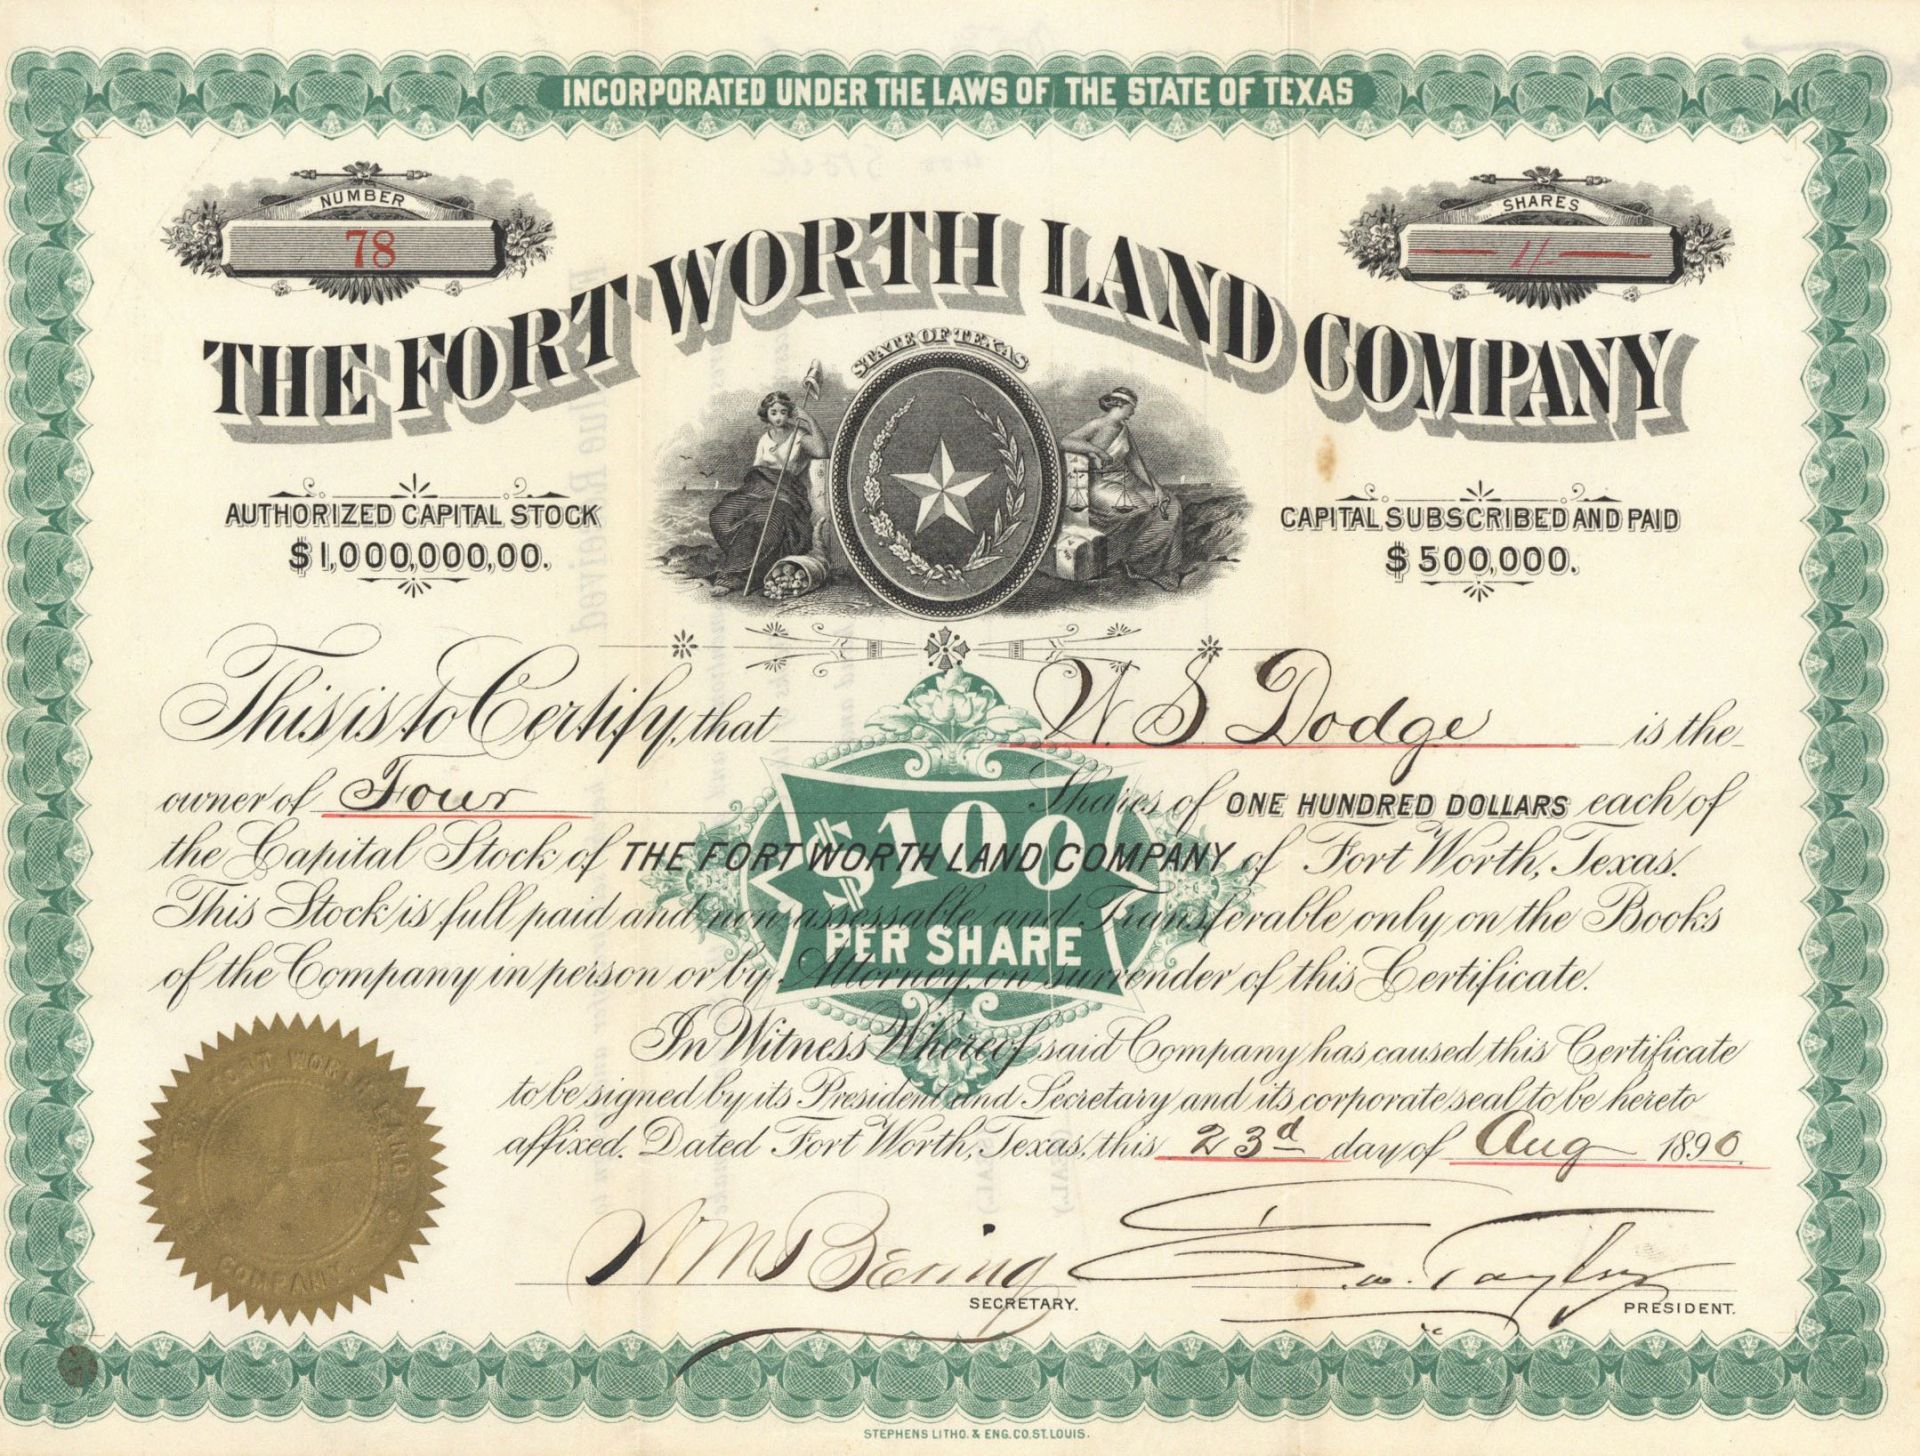 INCORPORATED UNDER THE LAWS OF THE STATE OF TEXAS
NUMBER
78
SHARES
THE FORT WORTH LAND COMPANY
STATE OF TEXAS
AUTHORIZED CAPITAL STOCK
$1,000,000,00.
CAPITAL SUBSCRIBED AND PAID
$500,000.
This is to Certify, that W. S. Dodge is the
owner of Four Shares of ONE HUNDRED DOLLARS each of
the Capital Stock of THE FORT WORTH LAND COMPANY of Fort Worth, Texas.
This Stock is full paid and non-assessable and Transferable only on the Books
of the Company in person or by Attorney, on surrender of this Certificate.
$100
PER SHARE
In Witness Whereof said Company has caused this Certificate
to be signed by its President and Secretary and its corporate seal to be hereto
affixed. Dated Fort Worth, Texas, this 23d day of Aug 1890.
FORT WORTH LAND
COMPANY
Wm Bering
SECRETARY.
Taylor
PRESIDENT.
STEPHENS LITHO. & ENG. CO. ST. LOUIS.